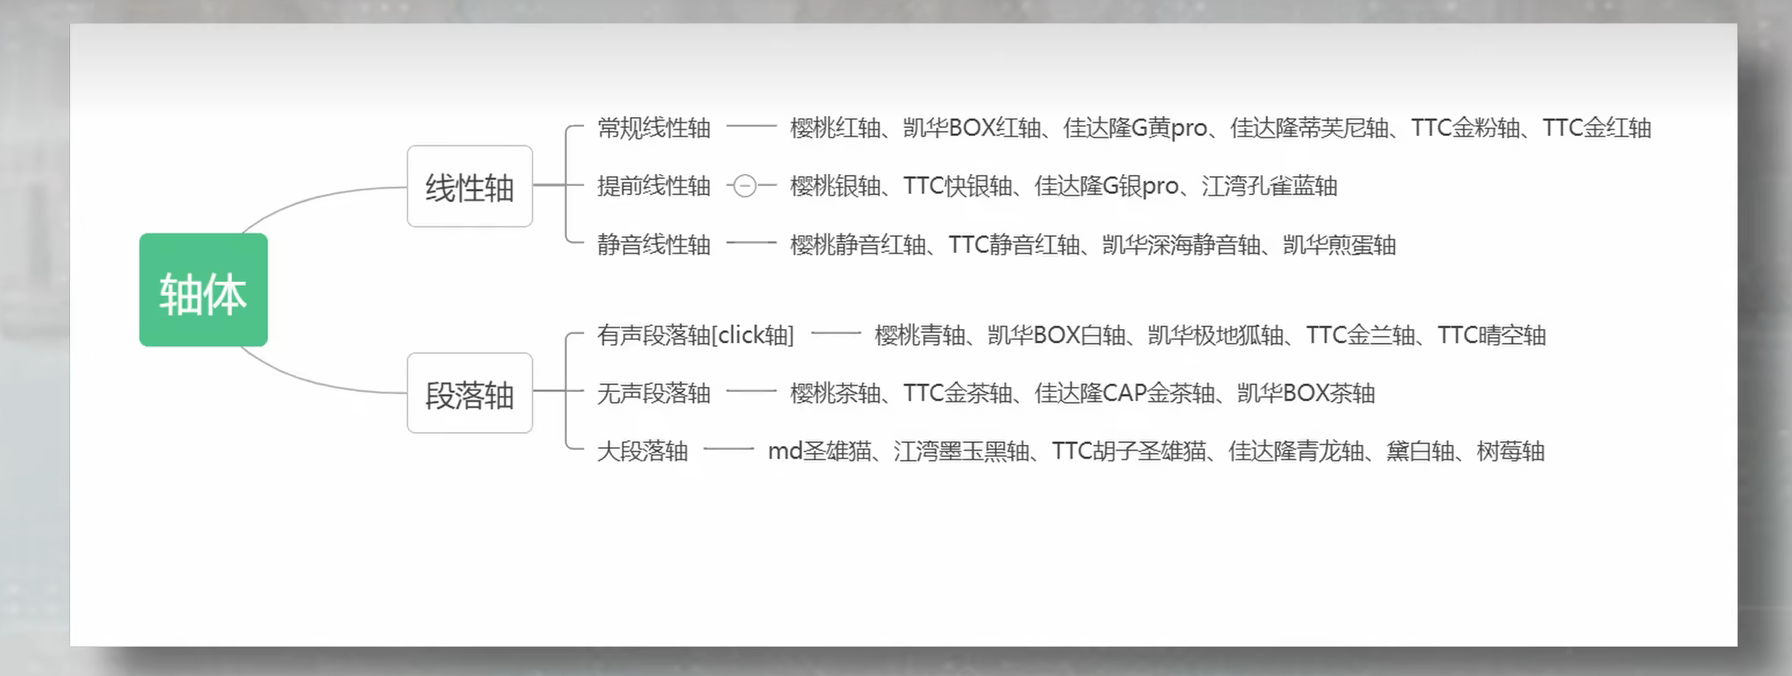 轴体
线性轴
常规线性轴 樱桃红轴、凯华BOX红轴、佳达隆G黄pro、佳达隆蒂芙尼轴、TTC金粉轴、TTC金红轴
提前线性轴 樱桃银轴、TTC快银轴、佳达隆G银pro、江湾孔雀蓝轴
静音线性轴 樱桃静音红轴、TTC静音红轴、凯华深海静音轴、凯华煎蛋轴
段落轴
有声段落轴[click轴] 樱桃青轴、凯华BOX白轴、凯华极地狐轴、TTC金兰轴、TTC晴空轴
无声段落轴 樱桃茶轴、TTC金茶轴、佳达隆CAP金茶轴、凯华BOX茶轴
大段落轴 md圣雄猫、江湾墨玉黑轴、TTC胡子圣雄猫、佳达隆青龙轴、黛白轴、树莓轴